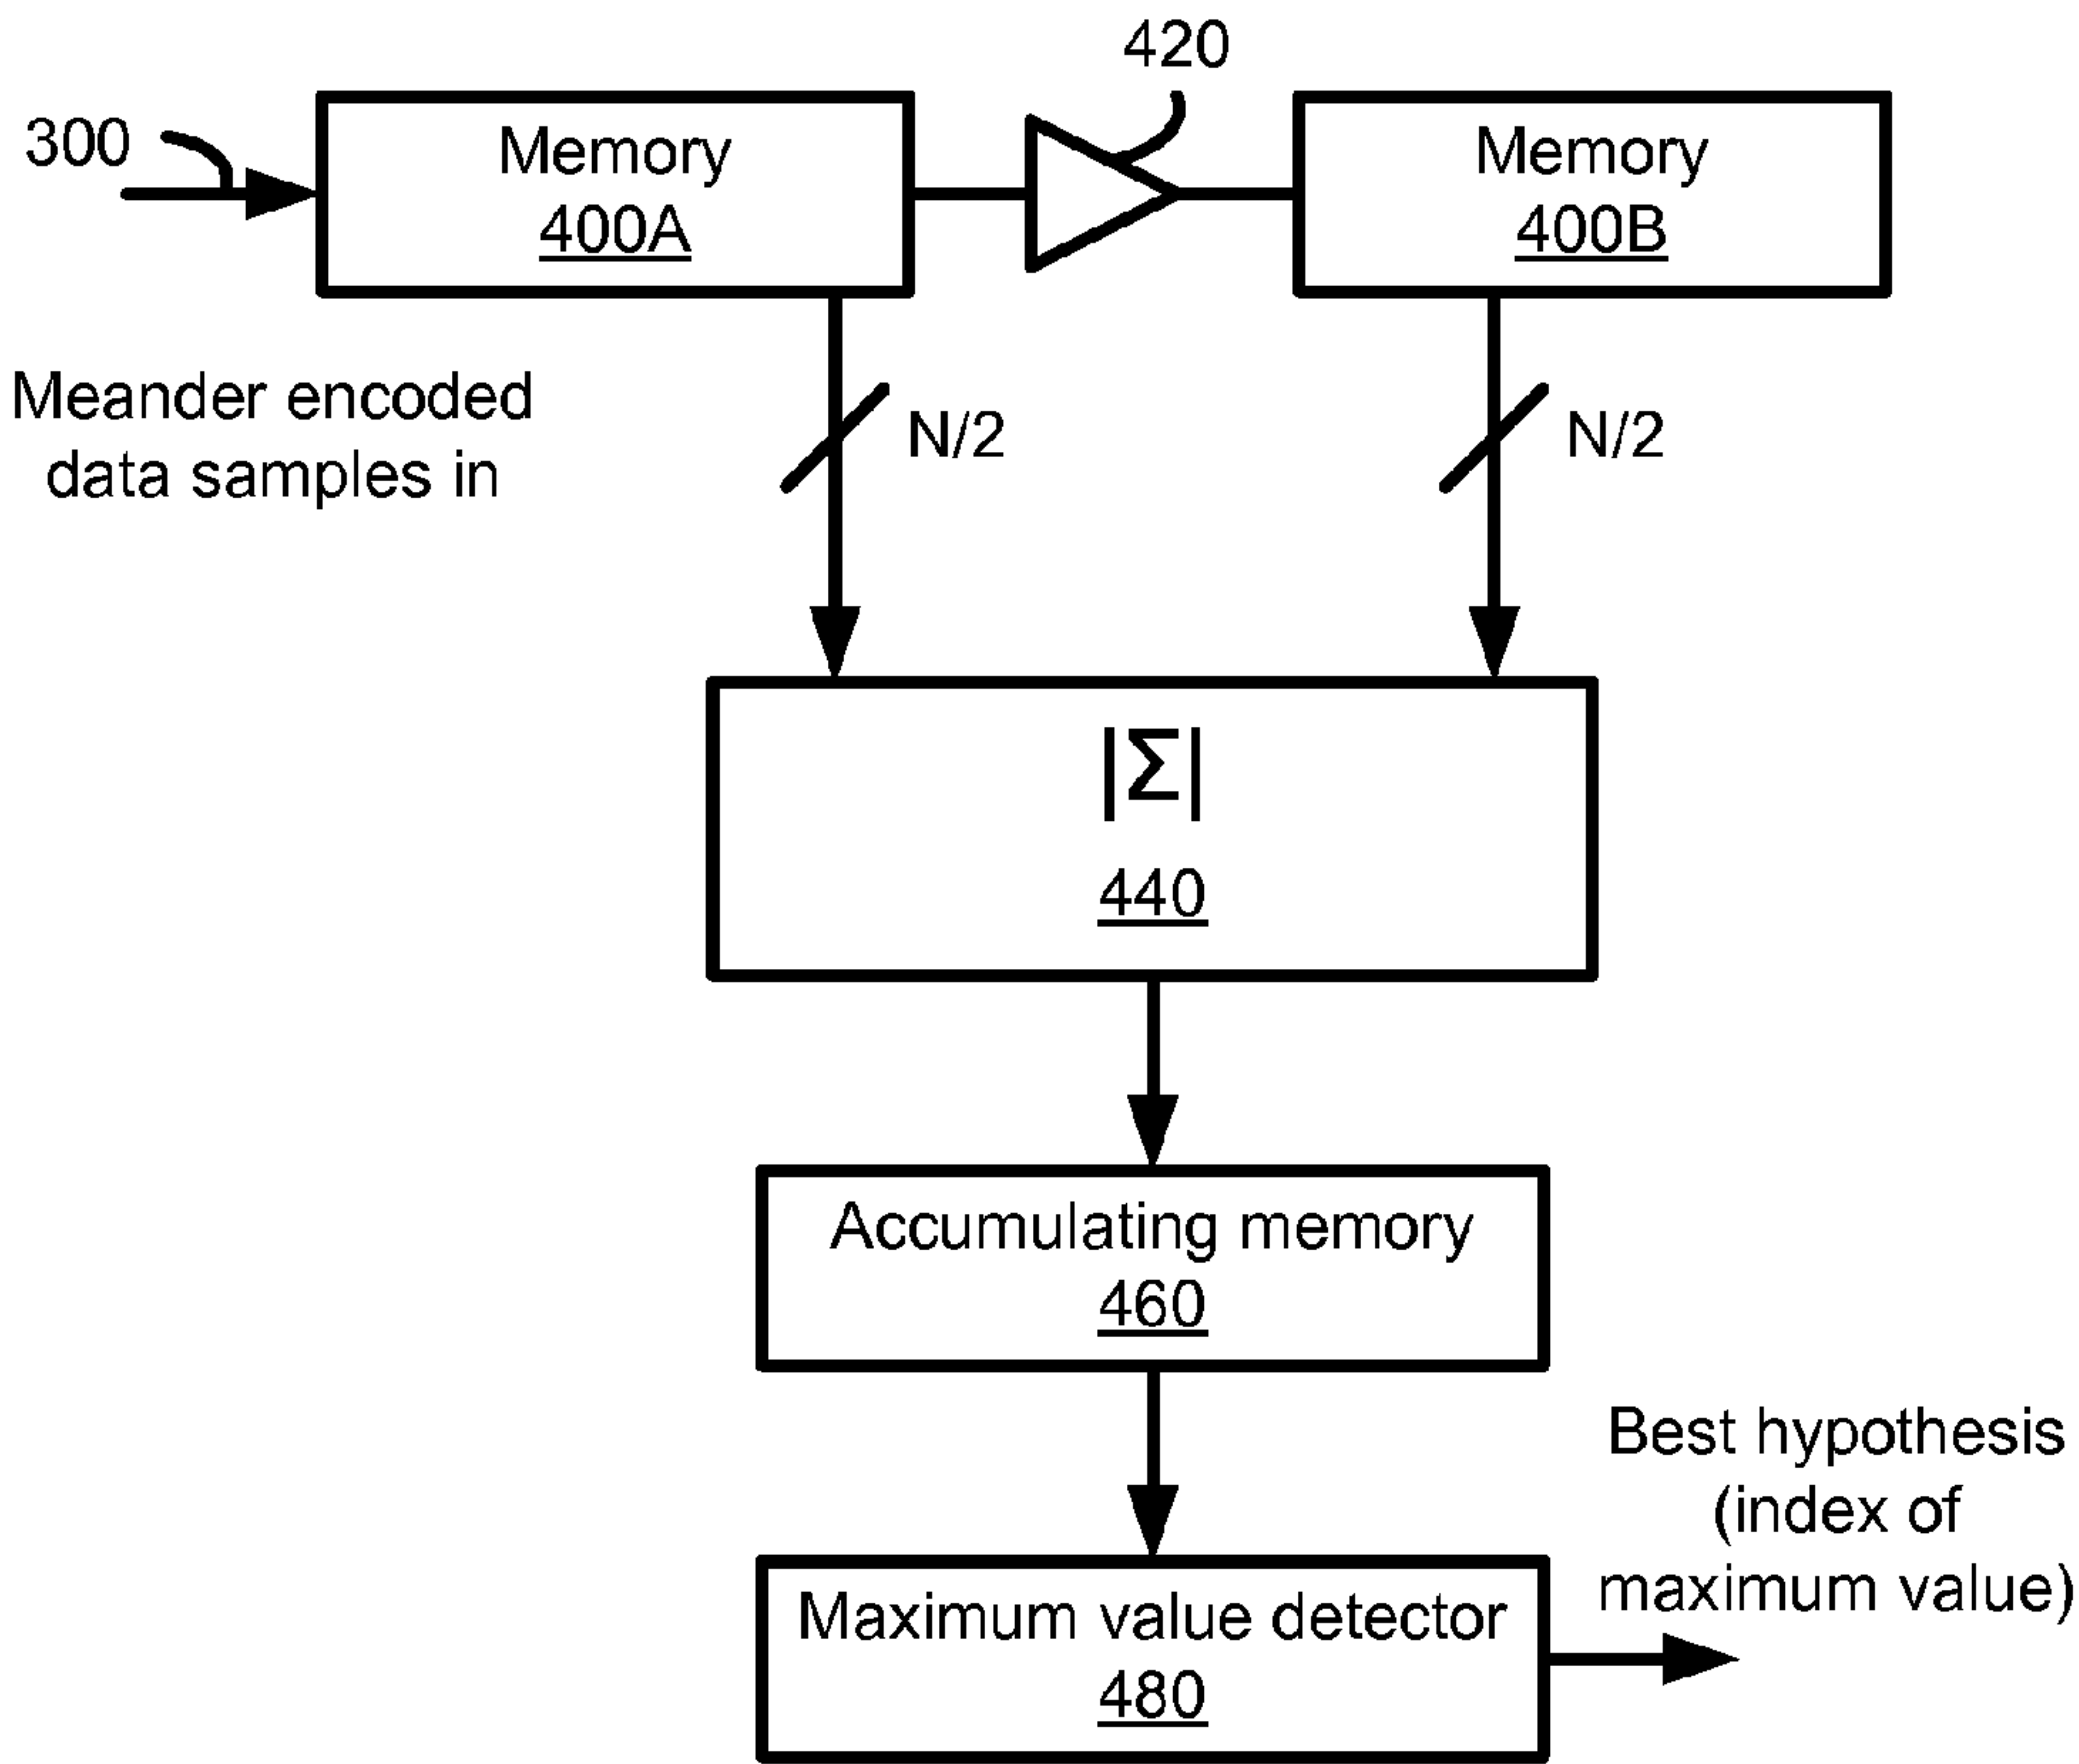 420
300
Memory
400A
Memory
400B
Meander encoded
data samples in
N/2
N/2
|Σ|
440
Accumulating memory
460
Best hypothesis
(index of
maximum value)
Maximum value detector
480